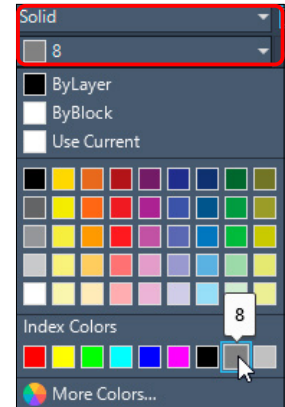 Solid
8
ByLayer
ByBlock
Use Current
8
Index Colors
More Colors...